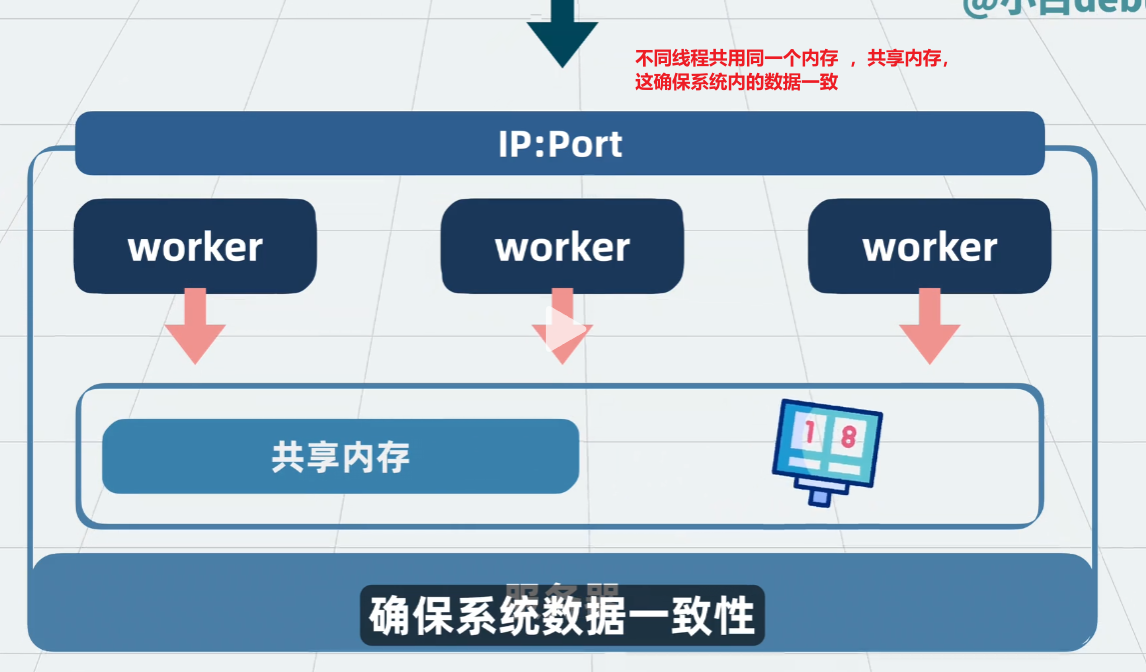 @小白debu
不同线程共用同一个内存 ，共享内存，
这确保系统内的数据一致
IP:Port
worker
worker
worker
共享内存
18
服务器
确保系统数据一致性